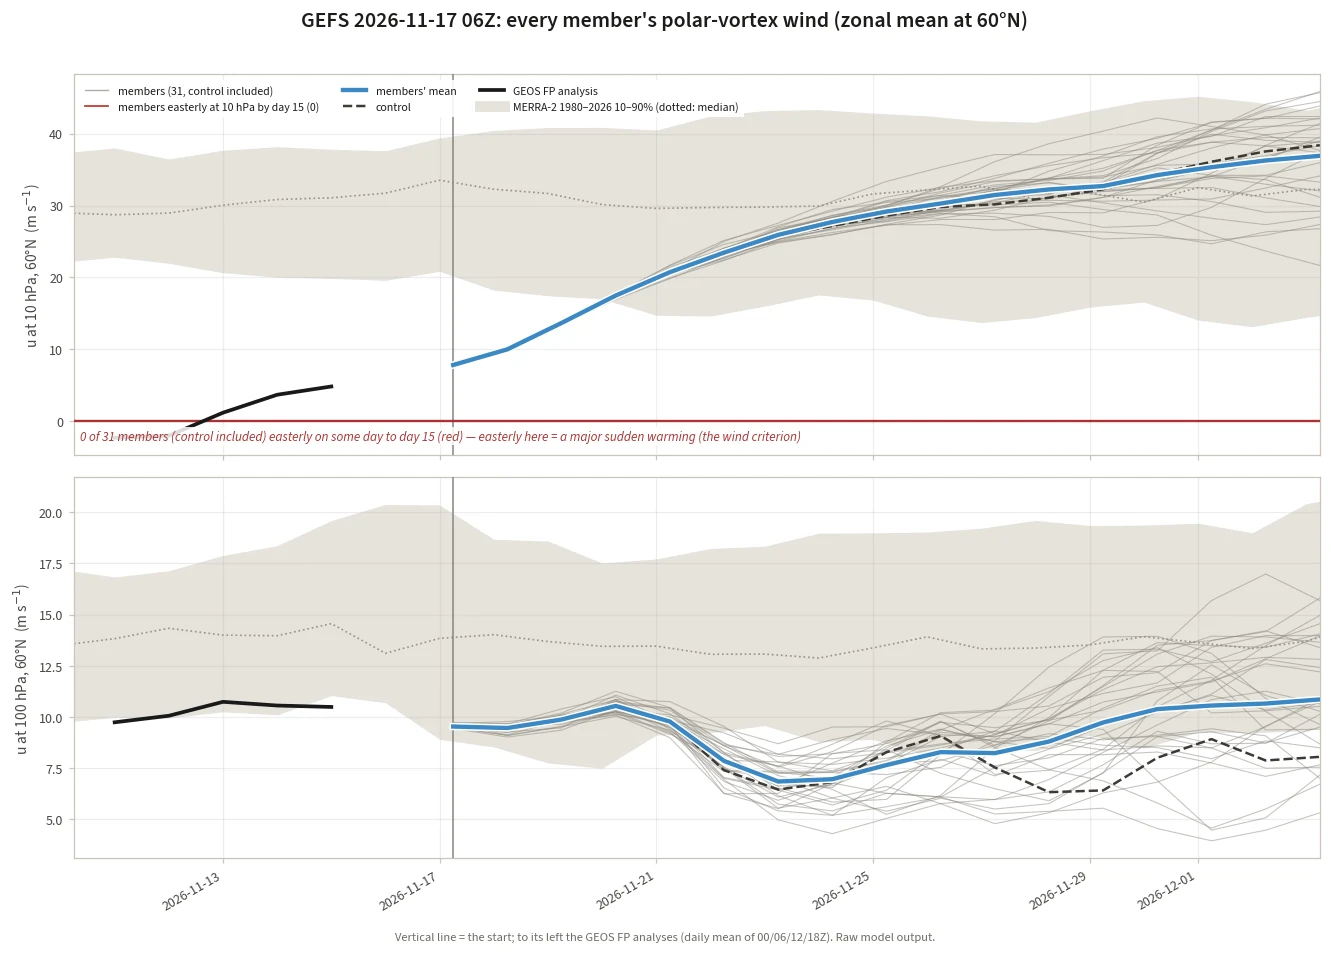 GEFS 2026-11-17 06Z: every member's polar-vortex wind (zonal mean at 60°N)
members (31, control included)
members easterly at 10 hPa by day 15 (0)
members' mean
control
GEOS FP analysis
MERRA-2 1980–2026 10–90% (dotted: median)
u at 10 hPa, 60°N (m s⁻¹)
40
30
20
10
0
0 of 31 members (control included) easterly on some day to day 15 (red) — easterly here = a major sudden warming (the wind criterion)
u at 100 hPa, 60°N (m s⁻¹)
20.0
17.5
15.0
12.5
10.0
7.5
5.0
2026-11-13
2026-11-17
2026-11-21
2026-11-25
2026-11-29
2026-12-01
Vertical line = the start; to its left the GEOS FP analyses (daily mean of 00/06/12/18Z). Raw model output.